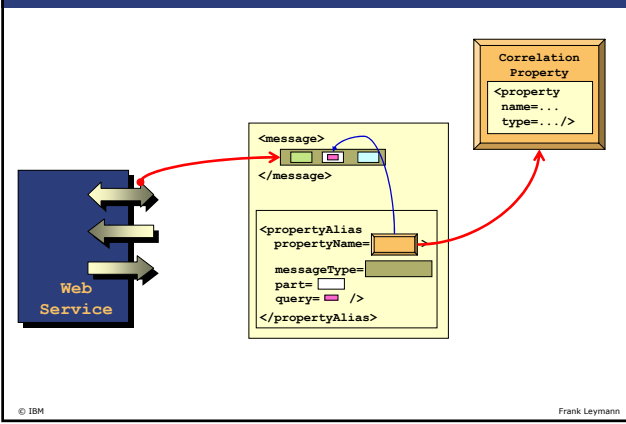 Correlation
Property
<property
name=...
type=.../>
<message>
</message>
<propertyAlias
propertyName= >
messageType=
part=
query= />
</propertyAlias>
Web
Service
© IBM
Frank Leymann